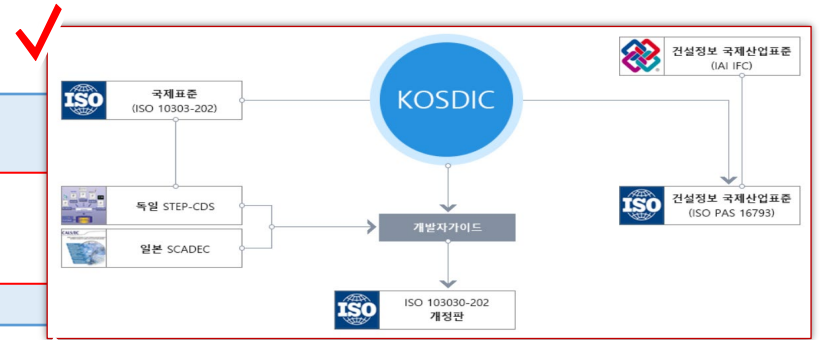 KOSDIC
건설정보 국제산업표준
(IAI IFC)
ISO
국제표준
(ISO 10303-202)
독일 STEP-CDS
일본 SCADEC
개발자가이드
ISO
건설정보 국제산업표준
(ISO PAS 16793)
ISO
ISO 103030-202
개정판